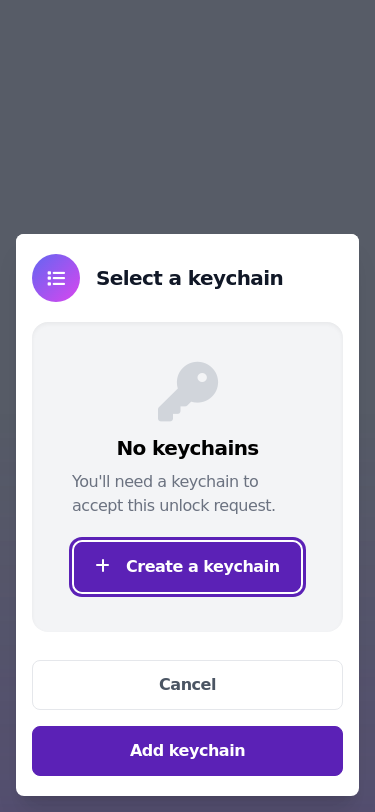 Select a keychain
No keychains
You'll need a keychain to
accept this unlock request.
Create a keychain
Cancel
Add keychain